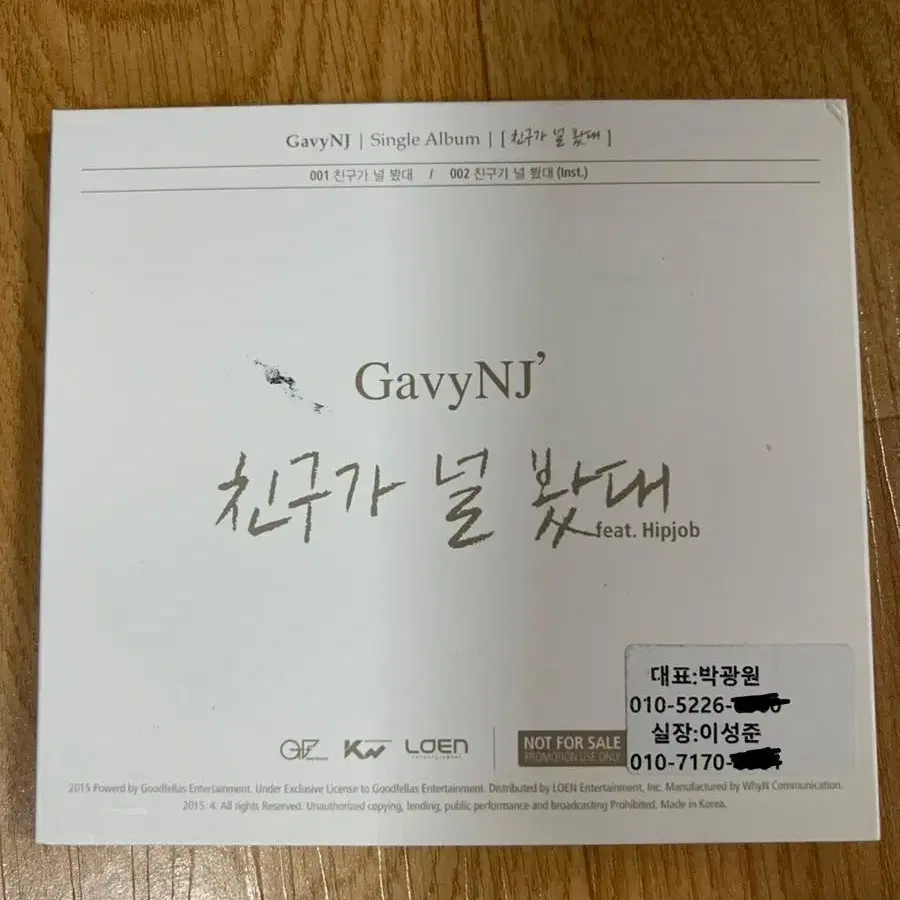 GavyNJ | Single Album | [ 친구가 널 봤대 ]
001 친구가 널 봤대 / 002 친구가 널 봤대 (Inst.)
GavyNJ’
친구가 널 봤대
feat. Hipjob
대표:박광원
010-5226-
실장:이성준
010-7170-
LOEN
ENTERTAINMENT
NOT FOR SALE
PROMOTION USE ONLY
2015 Powerd by Goodfellas Entertainment. Under Exclusive License to Goodfellas Entertainment. Distributed by LOEN Entertainment, Inc. Manufactured by WhyN Communication.
2015. 4. All rights Reserved. Unauthorized copying, lending, public performance and broadcasting Prohibited. Made in Korea.